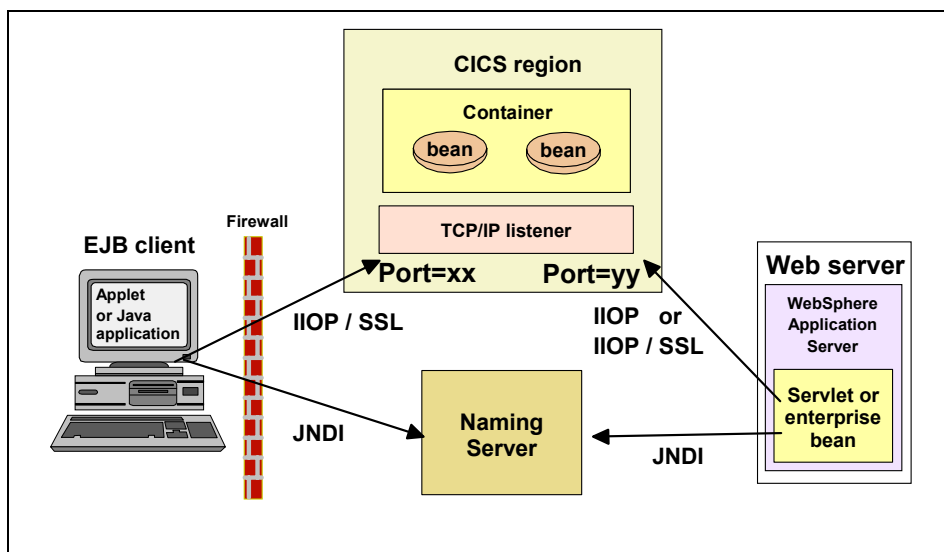 CICS region
Container
bean
bean
TCP/IP listener
Port=xx
Port=yy
Firewall
EJB client
Applet
or Java
application
IIOP / SSL
JNDI
Naming
Server
IIOP or
IIOP / SSL
JNDI
Web server
WebSphere
Application
Server
Servlet or
enterprise
bean